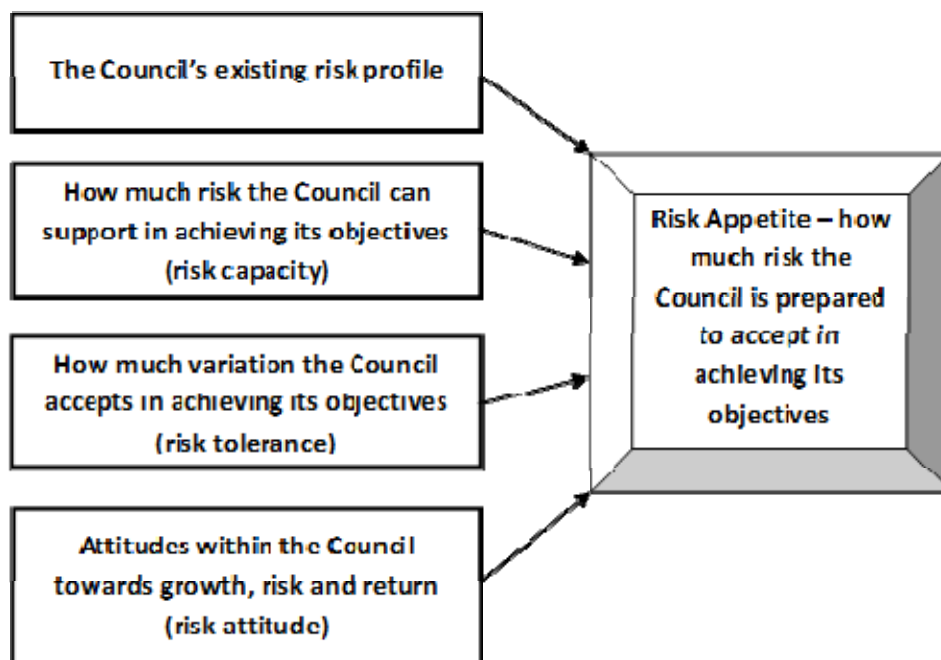 The Council's existing risk profile
How much risk the Council can
support in achieving its objectives
(risk capacity)
How much variation the Council
accepts in achieving its objectives
(risk tolerance)
Attitudes within the Council
towards growth, risk and return
(risk attitude)
Risk Appetite – how
much risk the
Council is prepared
to accept in
achieving its
objectives